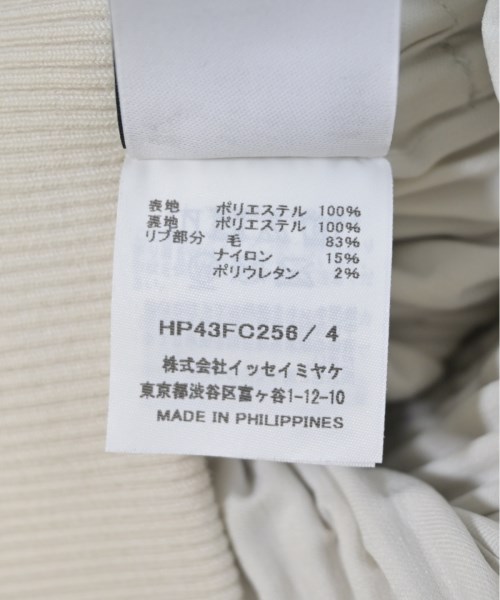 表地 ポリエステル 100%
裏地 ポリエステル 100%
リブ部分 毛 83%
ナイロン 15%
ポリウレタン 2%
HP43FC256/ 4
株式会社イッセイミヤケ
東京都渋谷区富ヶ谷1-12-10
MADE IN PHILIPPINES